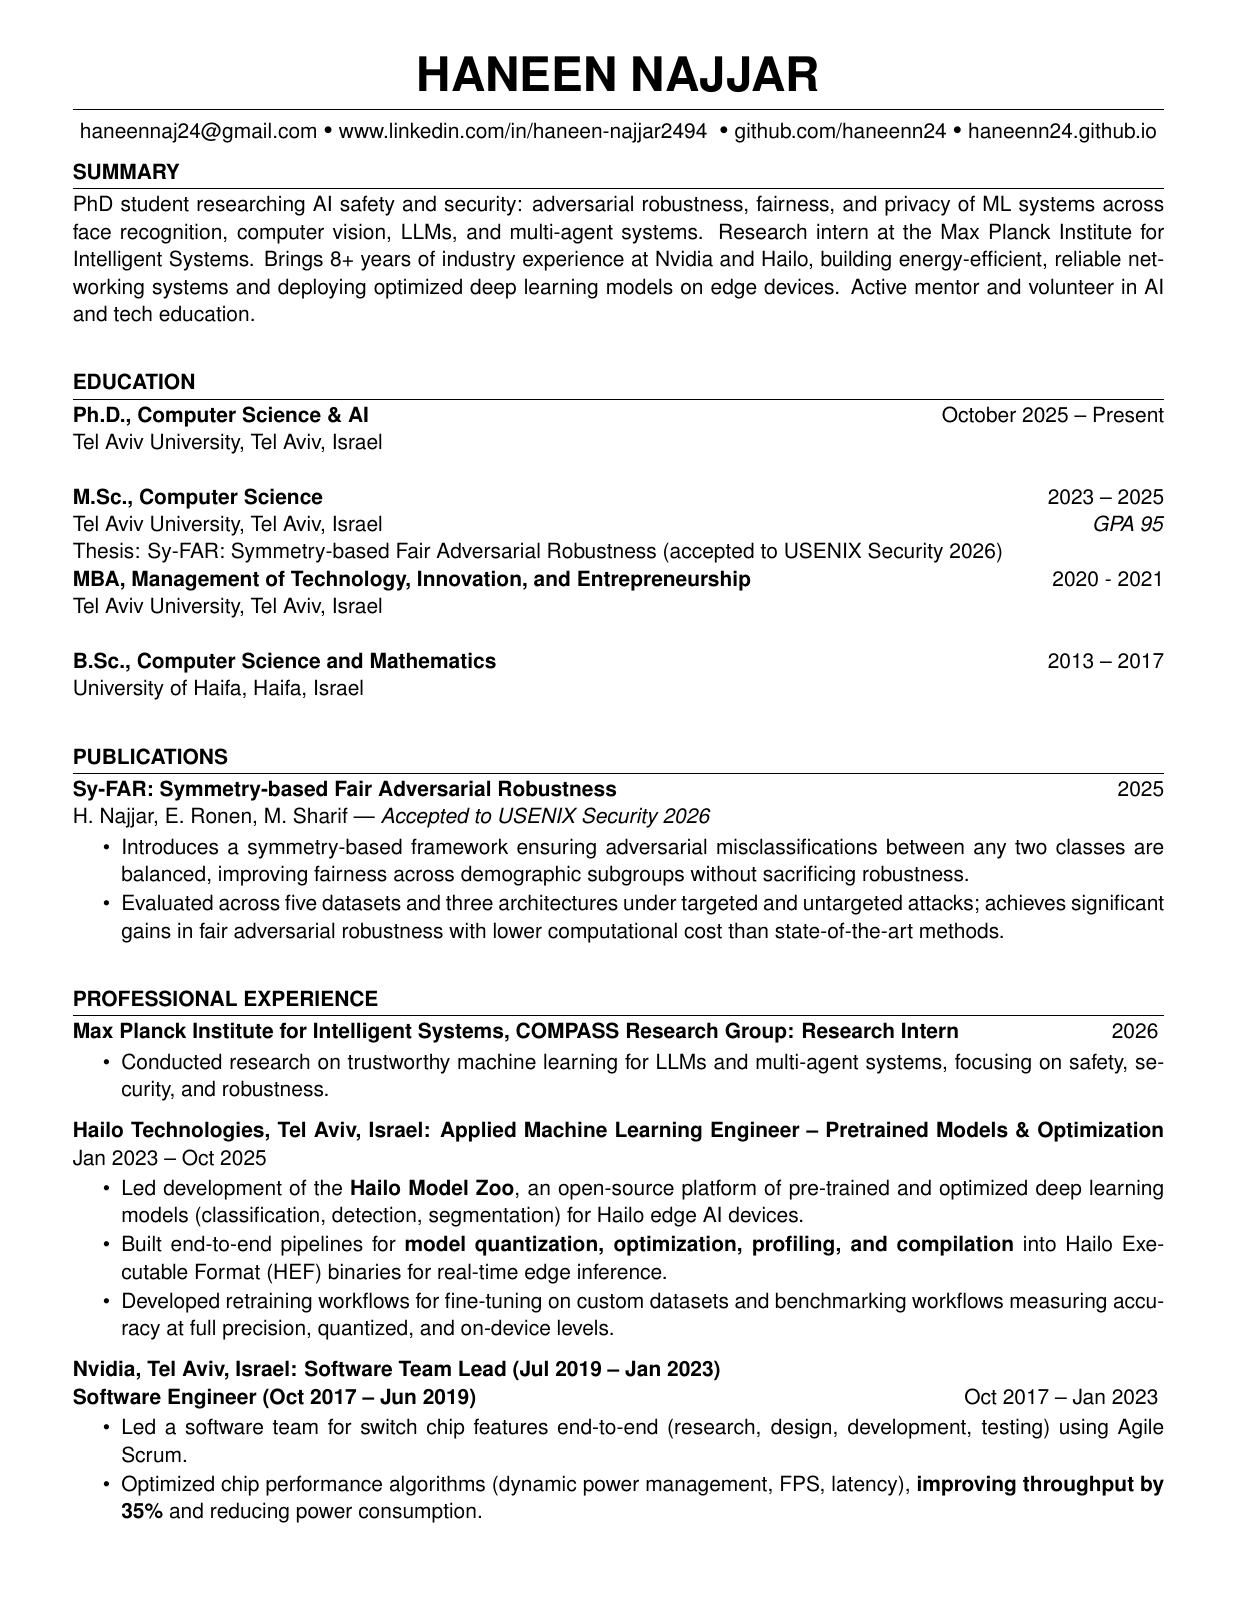 HANEEN NAJJAR
haneennaj24@gmail.com • www.linkedin.com/in/haneen-najjar2494 • github.com/haneenn24 • haneenn24.github.io
SUMMARY
PhD student researching AI safety and security: adversarial robustness, fairness, and privacy of ML systems across
face recognition, computer vision, LLMs, and multi-agent systems. Research intern at the Max Planck Institute for
Intelligent Systems. Brings 8+ years of industry experience at Nvidia and Hailo, building energy-efficient, reliable net-
working systems and deploying optimized deep learning models on edge devices. Active mentor and volunteer in AI
and tech education.
EDUCATION
Ph.D., Computer Science & AI October 2025 – Present
Tel Aviv University, Tel Aviv, Israel
M.Sc., Computer Science 2023 – 2025
Tel Aviv University, Tel Aviv, Israel GPA 95
Thesis: Sy-FAR: Symmetry-based Fair Adversarial Robustness (accepted to USENIX Security 2026)
MBA, Management of Technology, Innovation, and Entrepreneurship 2020 - 2021
Tel Aviv University, Tel Aviv, Israel
B.Sc., Computer Science and Mathematics 2013 – 2017
University of Haifa, Haifa, Israel
PUBLICATIONS
Sy-FAR: Symmetry-based Fair Adversarial Robustness 2025
H. Najjar, E. Ronen, M. Sharif — Accepted to USENIX Security 2026
• Introduces a symmetry-based framework ensuring adversarial misclassifications between any two classes are
balanced, improving fairness across demographic subgroups without sacrificing robustness.
• Evaluated across five datasets and three architectures under targeted and untargeted attacks; achieves significant
gains in fair adversarial robustness with lower computational cost than state-of-the-art methods.
PROFESSIONAL EXPERIENCE
Max Planck Institute for Intelligent Systems, COMPASS Research Group: Research Intern 2026
• Conducted research on trustworthy machine learning for LLMs and multi-agent systems, focusing on safety, se-
curity, and robustness.
Hailo Technologies, Tel Aviv, Israel: Applied Machine Learning Engineer – Pretrained Models & Optimization
Jan 2023 – Oct 2025
• Led development of the Hailo Model Zoo, an open-source platform of pre-trained and optimized deep learning
models (classification, detection, segmentation) for Hailo edge AI devices.
• Built end-to-end pipelines for model quantization, optimization, profiling, and compilation into Hailo Exe-
cutable Format (HEF) binaries for real-time edge inference.
• Developed retraining workflows for fine-tuning on custom datasets and benchmarking workflows measuring accu-
racy at full precision, quantized, and on-device levels.
Nvidia, Tel Aviv, Israel: Software Team Lead (Jul 2019 – Jan 2023)
Software Engineer (Oct 2017 – Jun 2019) Oct 2017 – Jan 2023
• Led a software team for switch chip features end-to-end (research, design, development, testing) using Agile
Scrum.
• Optimized chip performance algorithms (dynamic power management, FPS, latency), improving throughput by
35% and reducing power consumption.